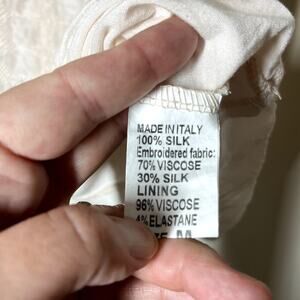 MADE IN ITALY
100% SILK
Embroidered fabric:
70% VISCOSE
30% SILK
LINING
96% VISCOSE
4% ELASTANE
M